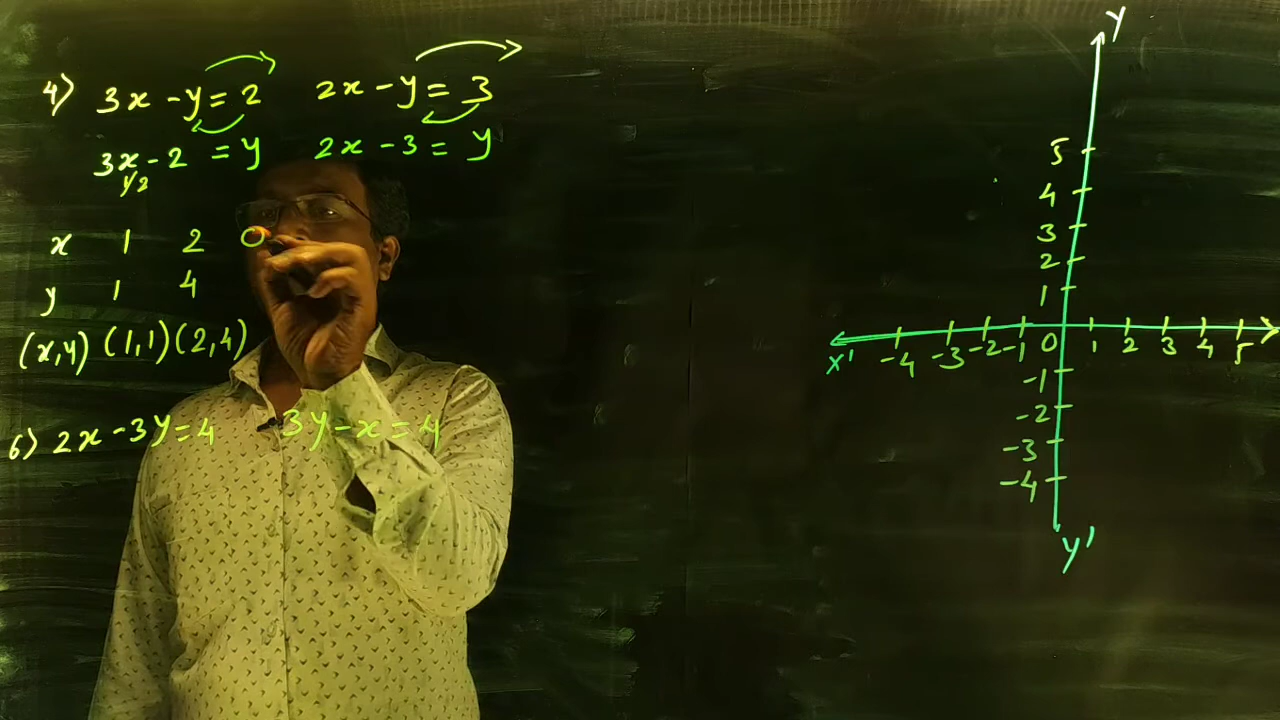 4) 3x - y = 2 2x - y = 3
3x - 2 = y 2x - 3 = y
1/2
x 1 2 0
y 1 4
(x,y) (1,1) (2,4)
6) 2x - 3y = 4 3y - x = 4
y
5
4
3
2
1
x' -4 -3 -2 -1 0 1 2 3 4 5
-1
-2
-3
-4
y'